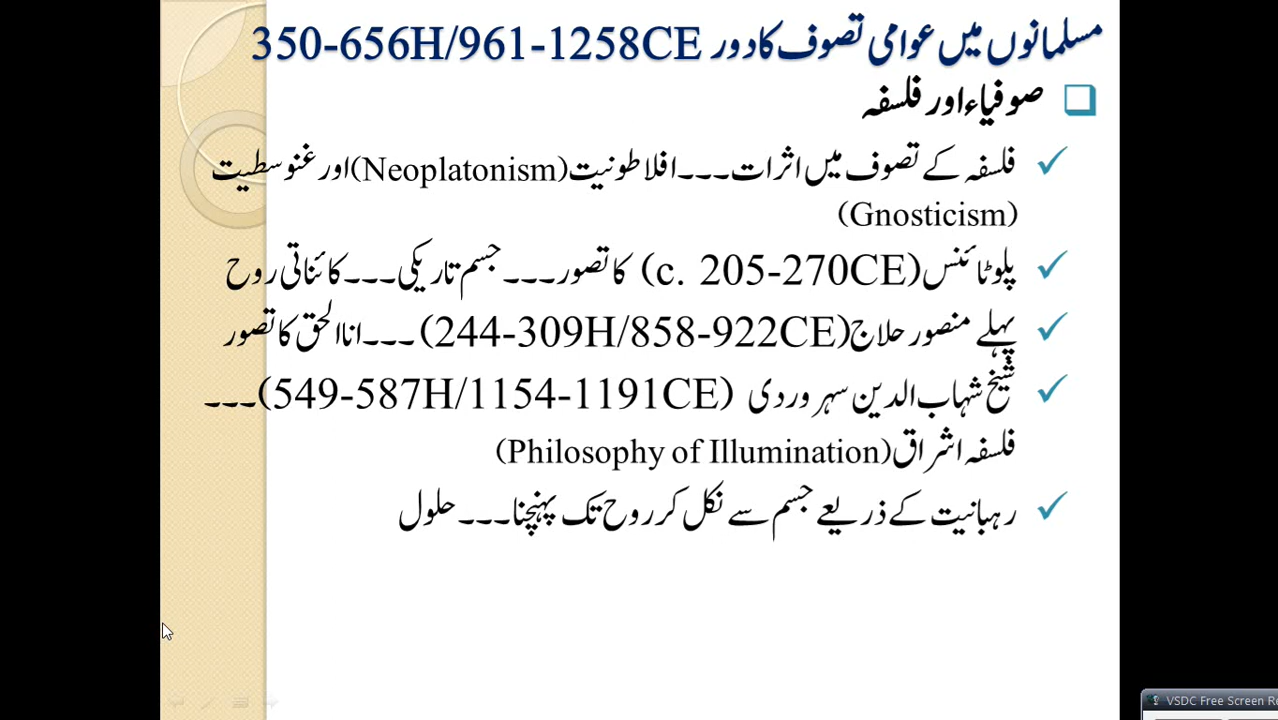 مسلمانوں میں عوامی تصوف کا دور 350-656H/961-1258CE
صوفیاء اور فلسفہ
فلسفہ کے تصوف میں اثرات۔۔۔افلاطونیت(Neoplatonism)اور غنوسطیت
(Gnosticism)
پلوٹائنس(c. 205-270CE) کا تصور۔۔۔جسم تاریکی۔۔۔کائناتی روح
پہلے منصور حلاج(244-309H/858-922CE)۔۔۔انا الحق کا تصور
شیخ شہاب الدین سہروردی (549-587H/1154-1191CE)۔۔۔
فلسفہ اشراق(Philosophy of Illumination)
رہبانیت کے ذریعے جسم سے نکل کر روح تک پہنچنا۔۔۔حلول
VSDC Free Screen Re